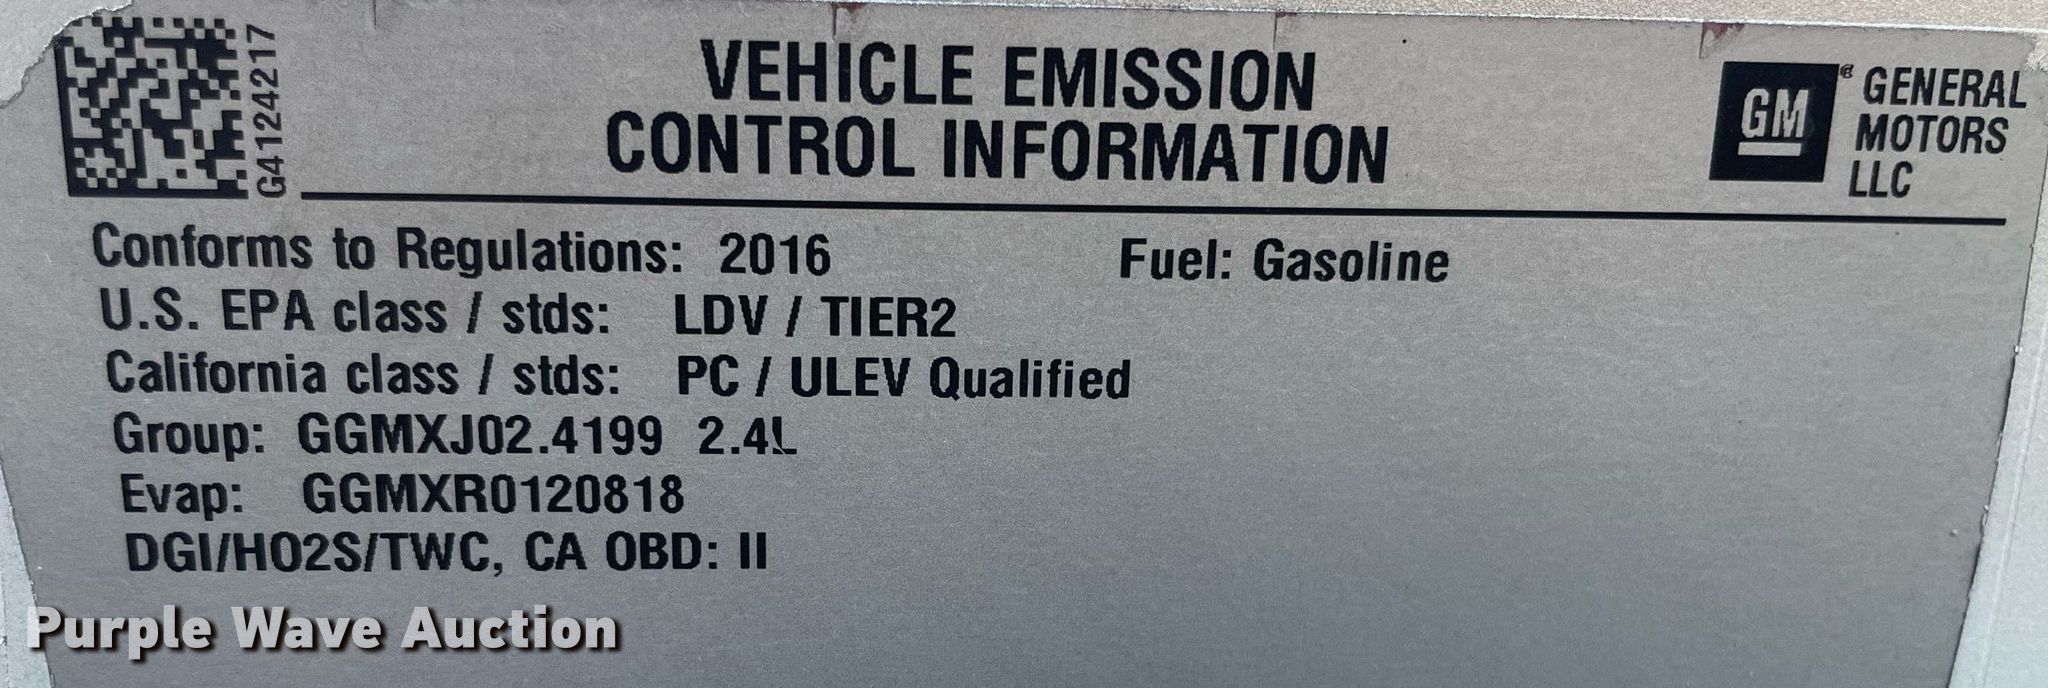 G4124217
VEHICLE EMISSION
CONTROL INFORMATION
GM®
GENERAL
MOTORS
LLC
Conforms to Regulations: 2016 Fuel: Gasoline
U.S. EPA class / stds: LDV / TIER2
California class / stds: PC / ULEV Qualified
Group: GGMXJ02.4199 2.4L
Evap: GGMXR0120818
DGI/HO2S/TWC, CA OBD: II
Purple Wave Auction